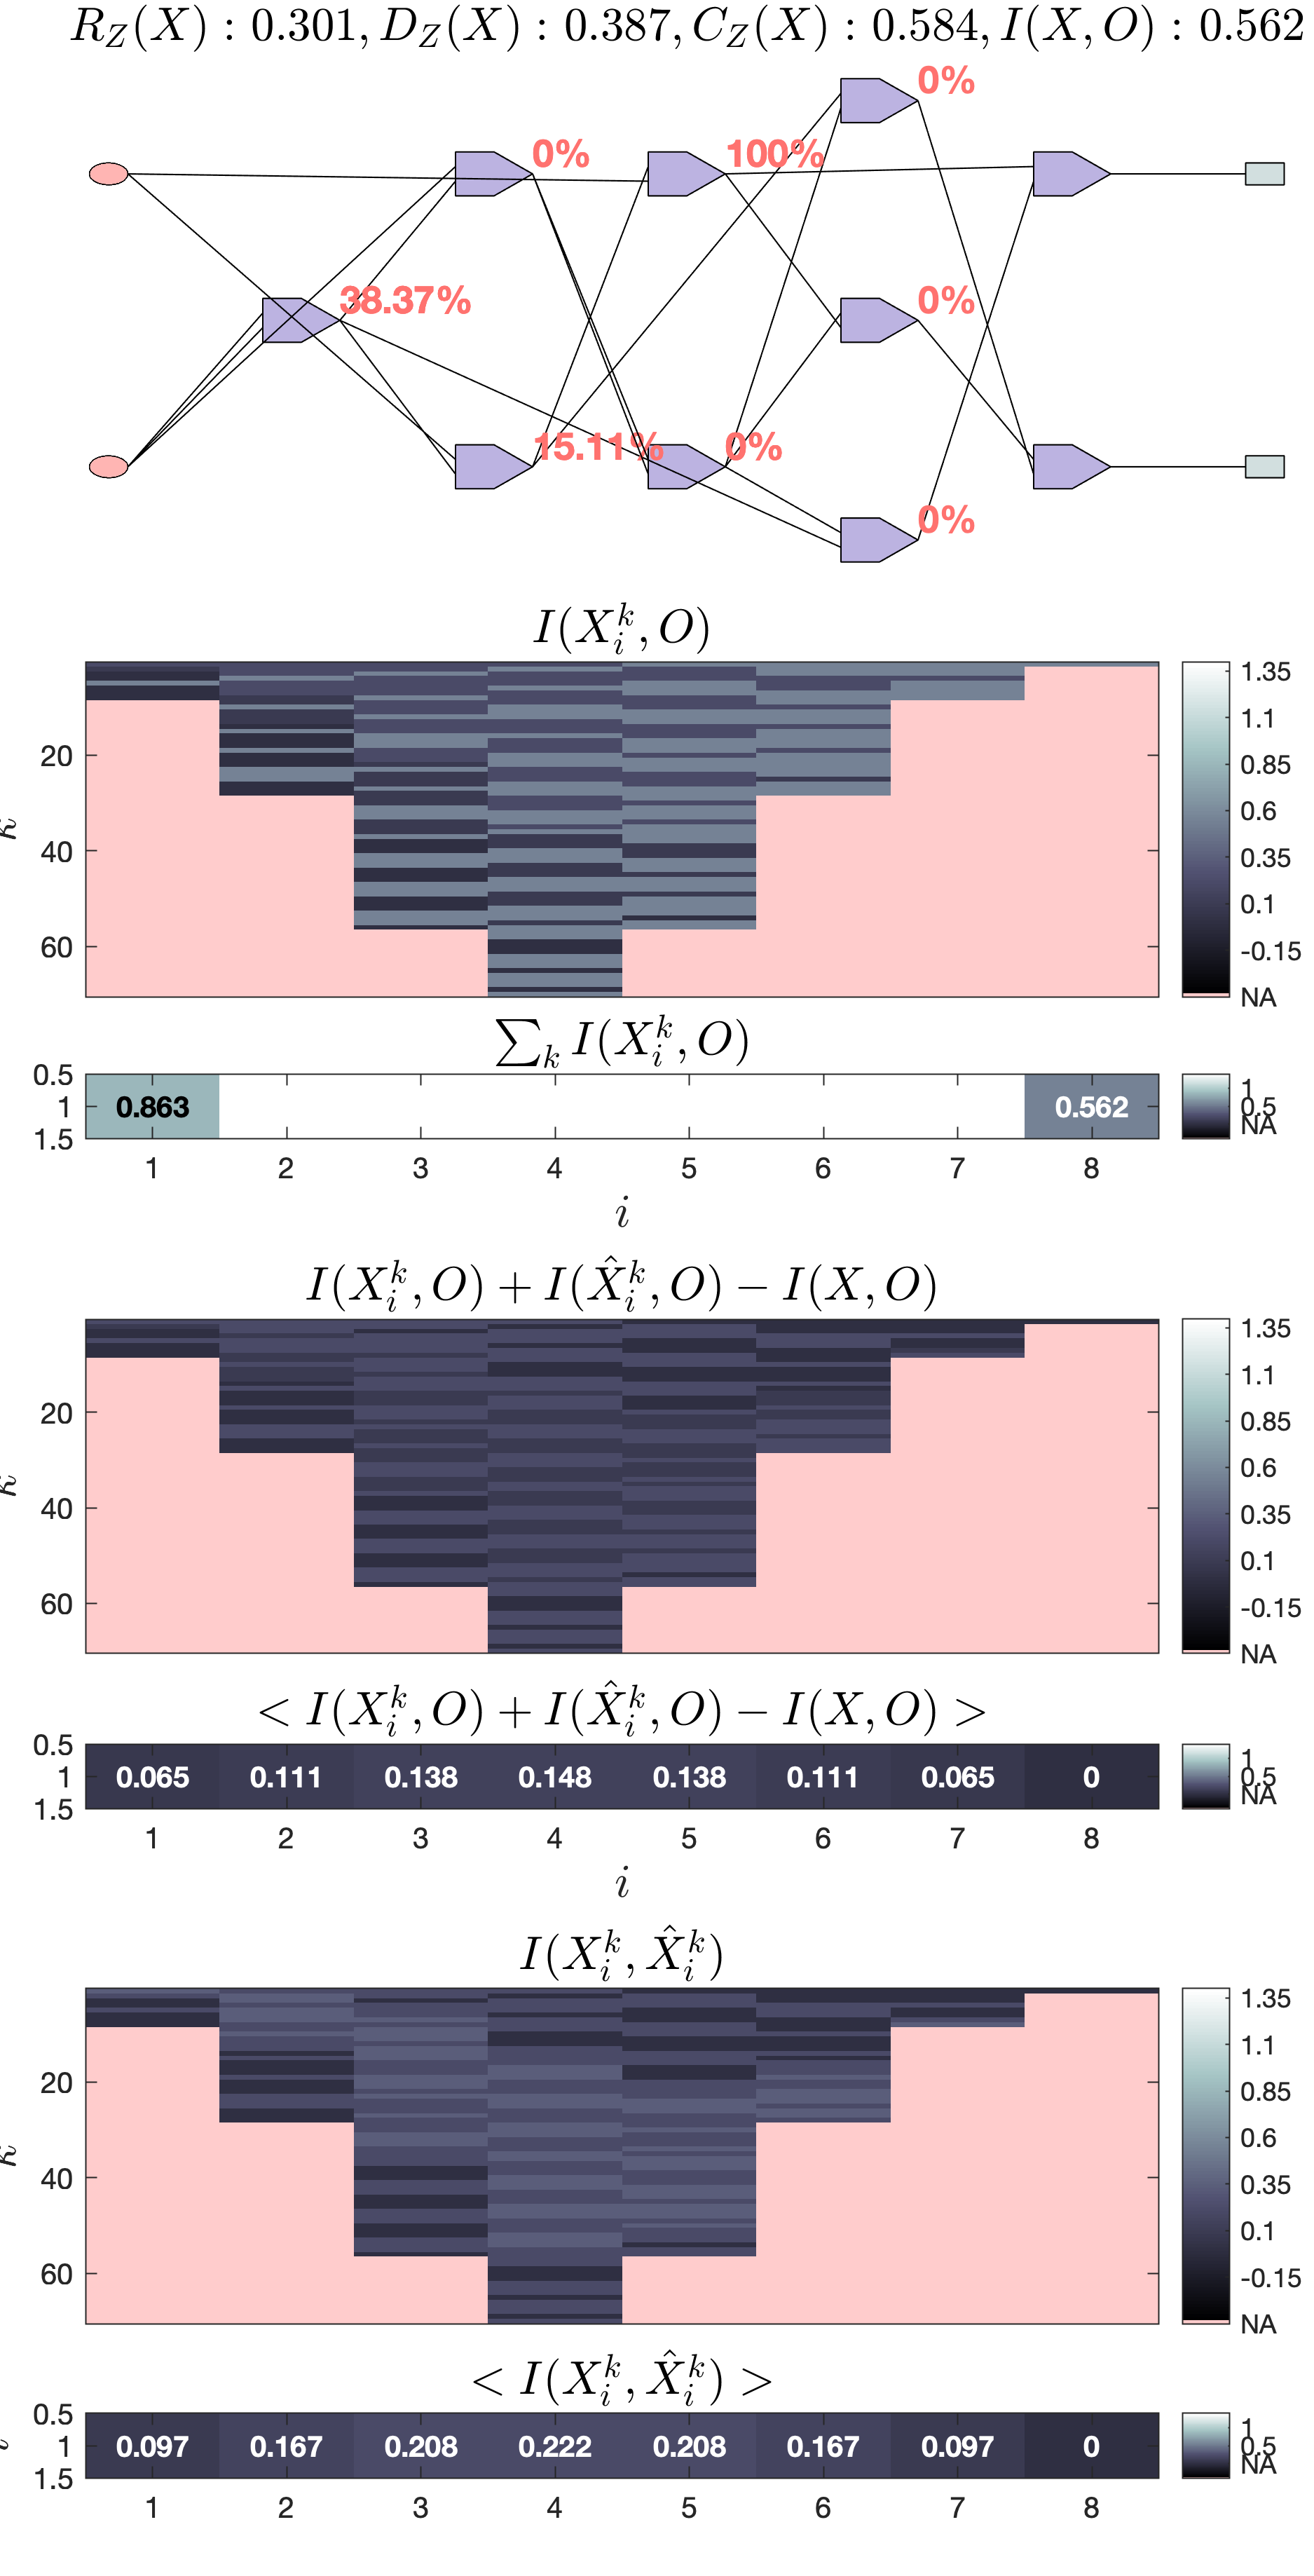 R_Z(X) : 0.301, D_Z(X) : 0.387, C_Z(X) : 0.584, I(X, O) : 0.562
0%
0% 100%
38.37% 0%
15.11% 0%
0%
I(X_i^k, O)
1.35
1.1
20 0.85
0.6
k
40 0.35
0.1
60 -0.15
NA
∑_k I(X_i^k, O)
0.5
1 0.863 0.562
1.5
1 0.5 NA
1 2 3 4 5 6 7 8
i
I(X_i^k, O) + I(X̂_i^k, O) − I(X, O)
1.35
1.1
20 0.85
0.6
k
40 0.35
0.1
60 -0.15
NA
< I(X_i^k, O) + I(X̂_i^k, O) − I(X, O) >
0.5
1 0.065 0.111 0.138 0.148 0.138 0.111 0.065 0
1.5
1 0.5 NA
1 2 3 4 5 6 7 8
i
I(X_i^k, X̂_i^k)
1.35
1.1
20 0.85
0.6
k
40 0.35
0.1
60 -0.15
NA
< I(X_i^k, X̂_i^k) >
0.5
1 0.097 0.167 0.208 0.222 0.208 0.167 0.097 0
1.5
1 0.5 NA
1 2 3 4 5 6 7 8